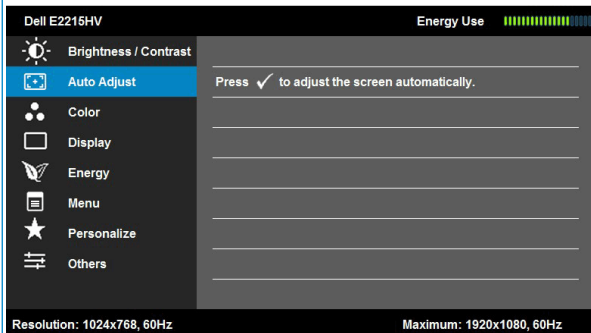 Dell E2215HV Energy Use
Brightness / Contrast
Auto Adjust Press ✓ to adjust the screen automatically.
Color
Display
Energy
Menu
Personalize
Others
Resolution: 1024x768, 60Hz Maximum: 1920x1080, 60Hz